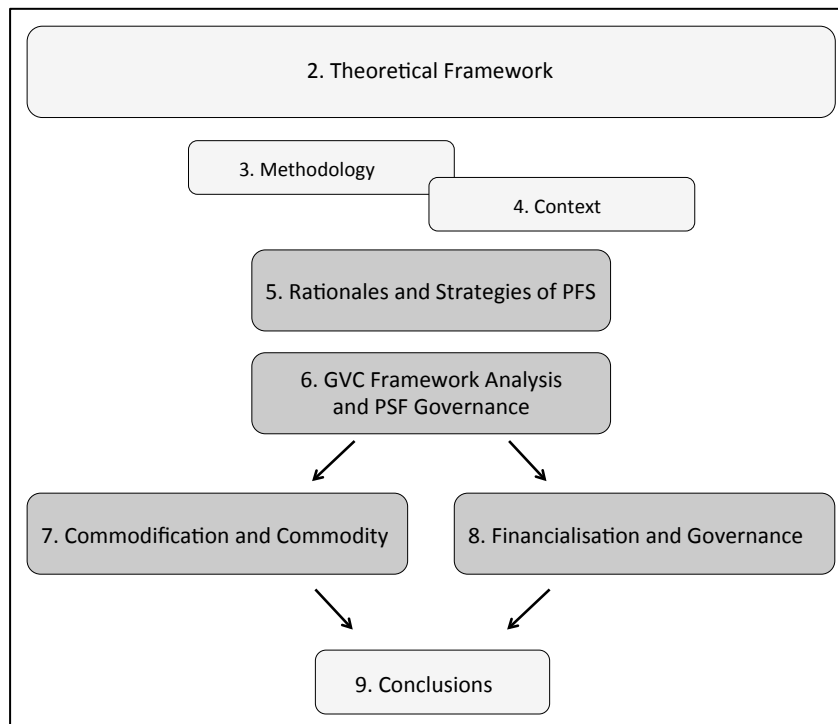 2. Theoretical Framework
3. Methodology
4. Context
5. Rationales and Strategies of PFS
6. GVC Framework Analysis
and PSF Governance
7. Commodification and Commodity
8. Financialisation and Governance
9. Conclusions